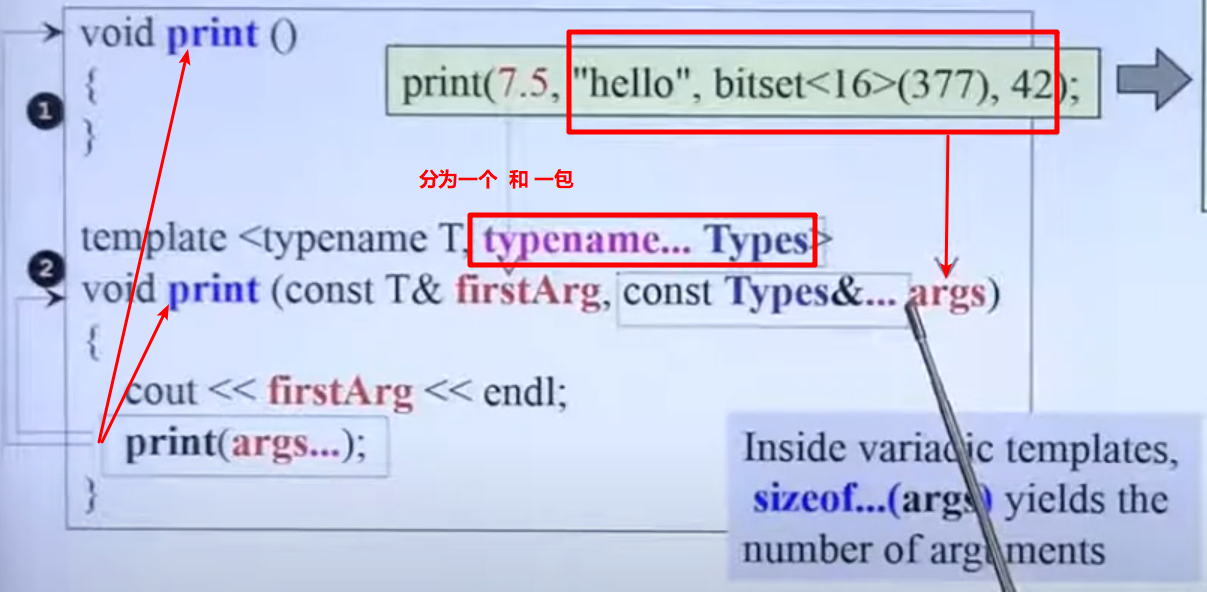 void print ()
{
1
}
print(7.5, "hello", bitset<16>(377), 42);
分为一个 和 一包
template <typename T, typename... Types>
2
void print (const T& firstArg, const Types&... args)
{
cout << firstArg << endl;
print(args...);
}
Inside variadic templates,
sizeof...(args) yields the
number of arguments